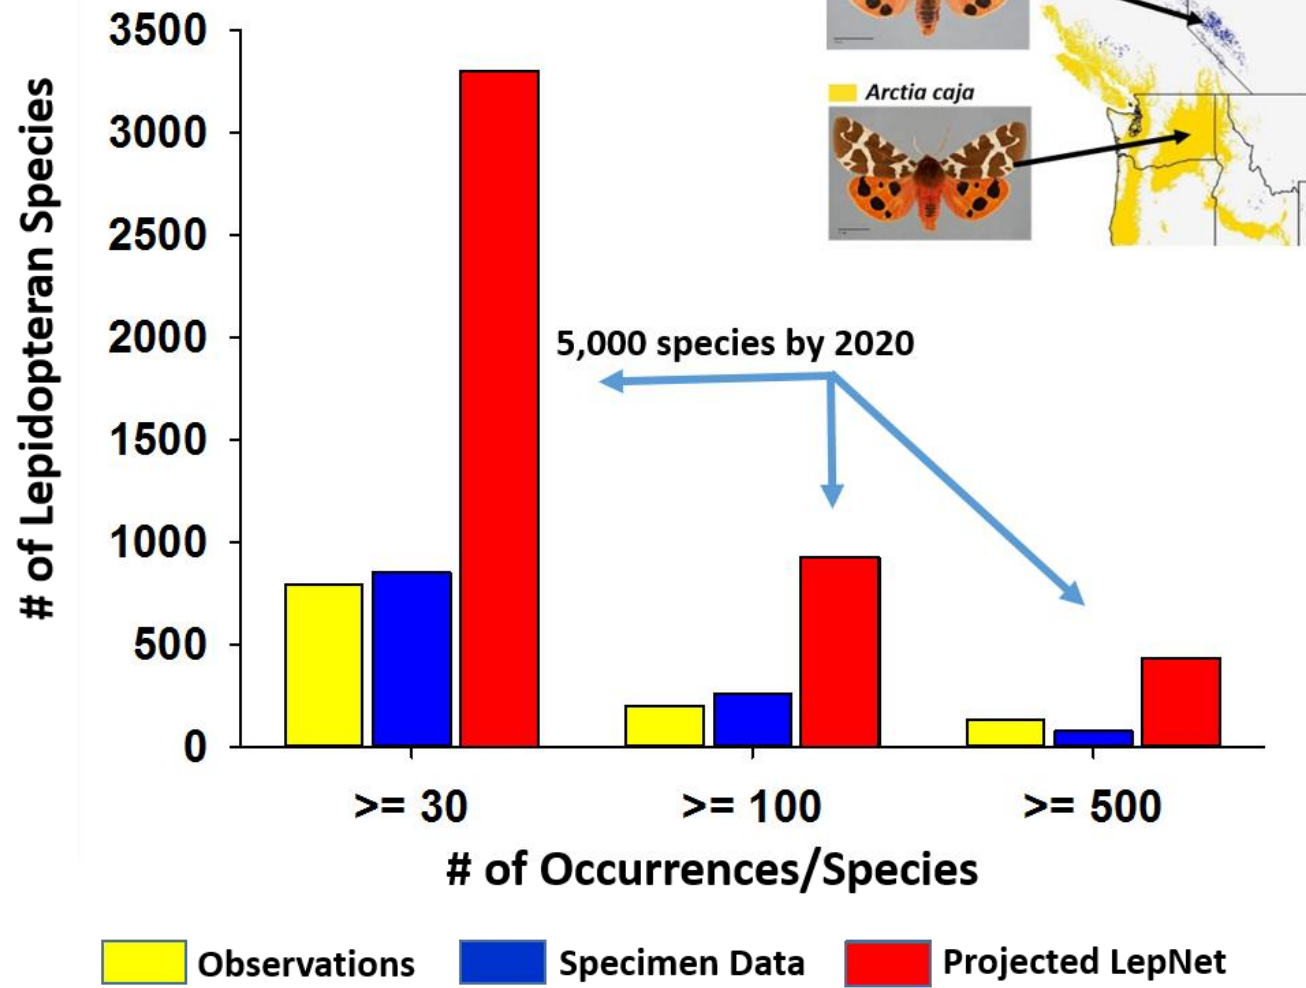 3500
3000
2500
2000
1500
1000
500
0
# of Lepidopteran Species
Arctia caja
5,000 species by 2020
>= 30
>= 100
>= 500
# of Occurrences/Species
Observations
Specimen Data
Projected LepNet